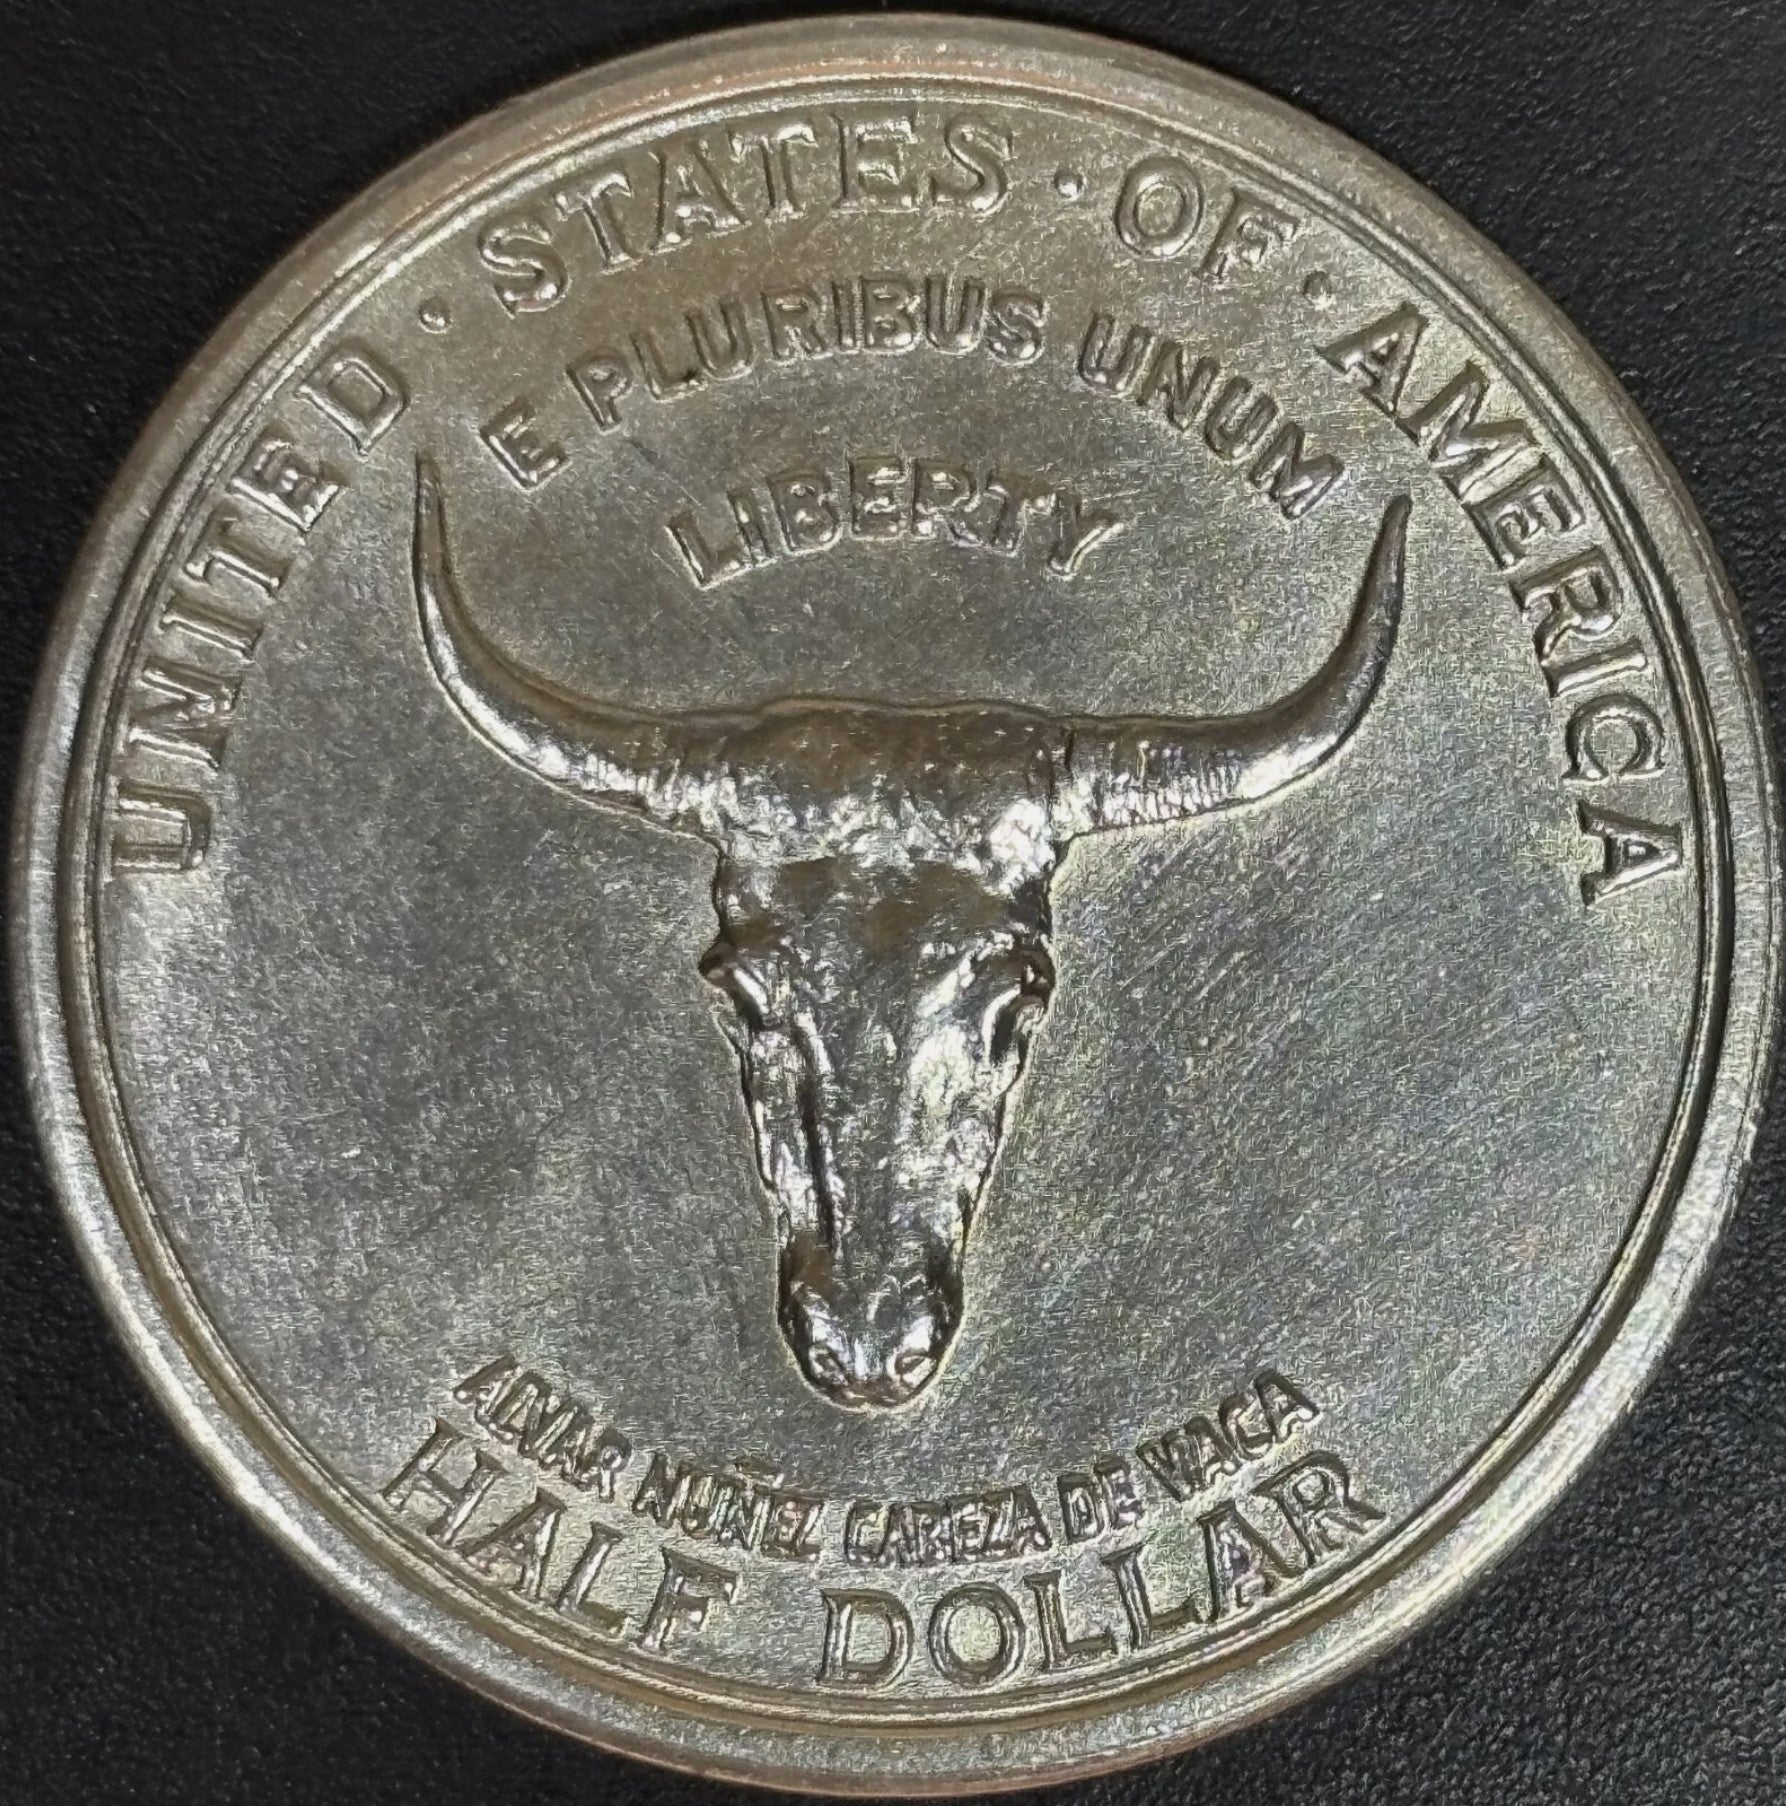 UNITED · STATES · OF · AMERICA
E PLURIBUS UNUM
LIBERTY
ALVAR NUÑEZ CABEZA DE VACA
HALF DOLLAR